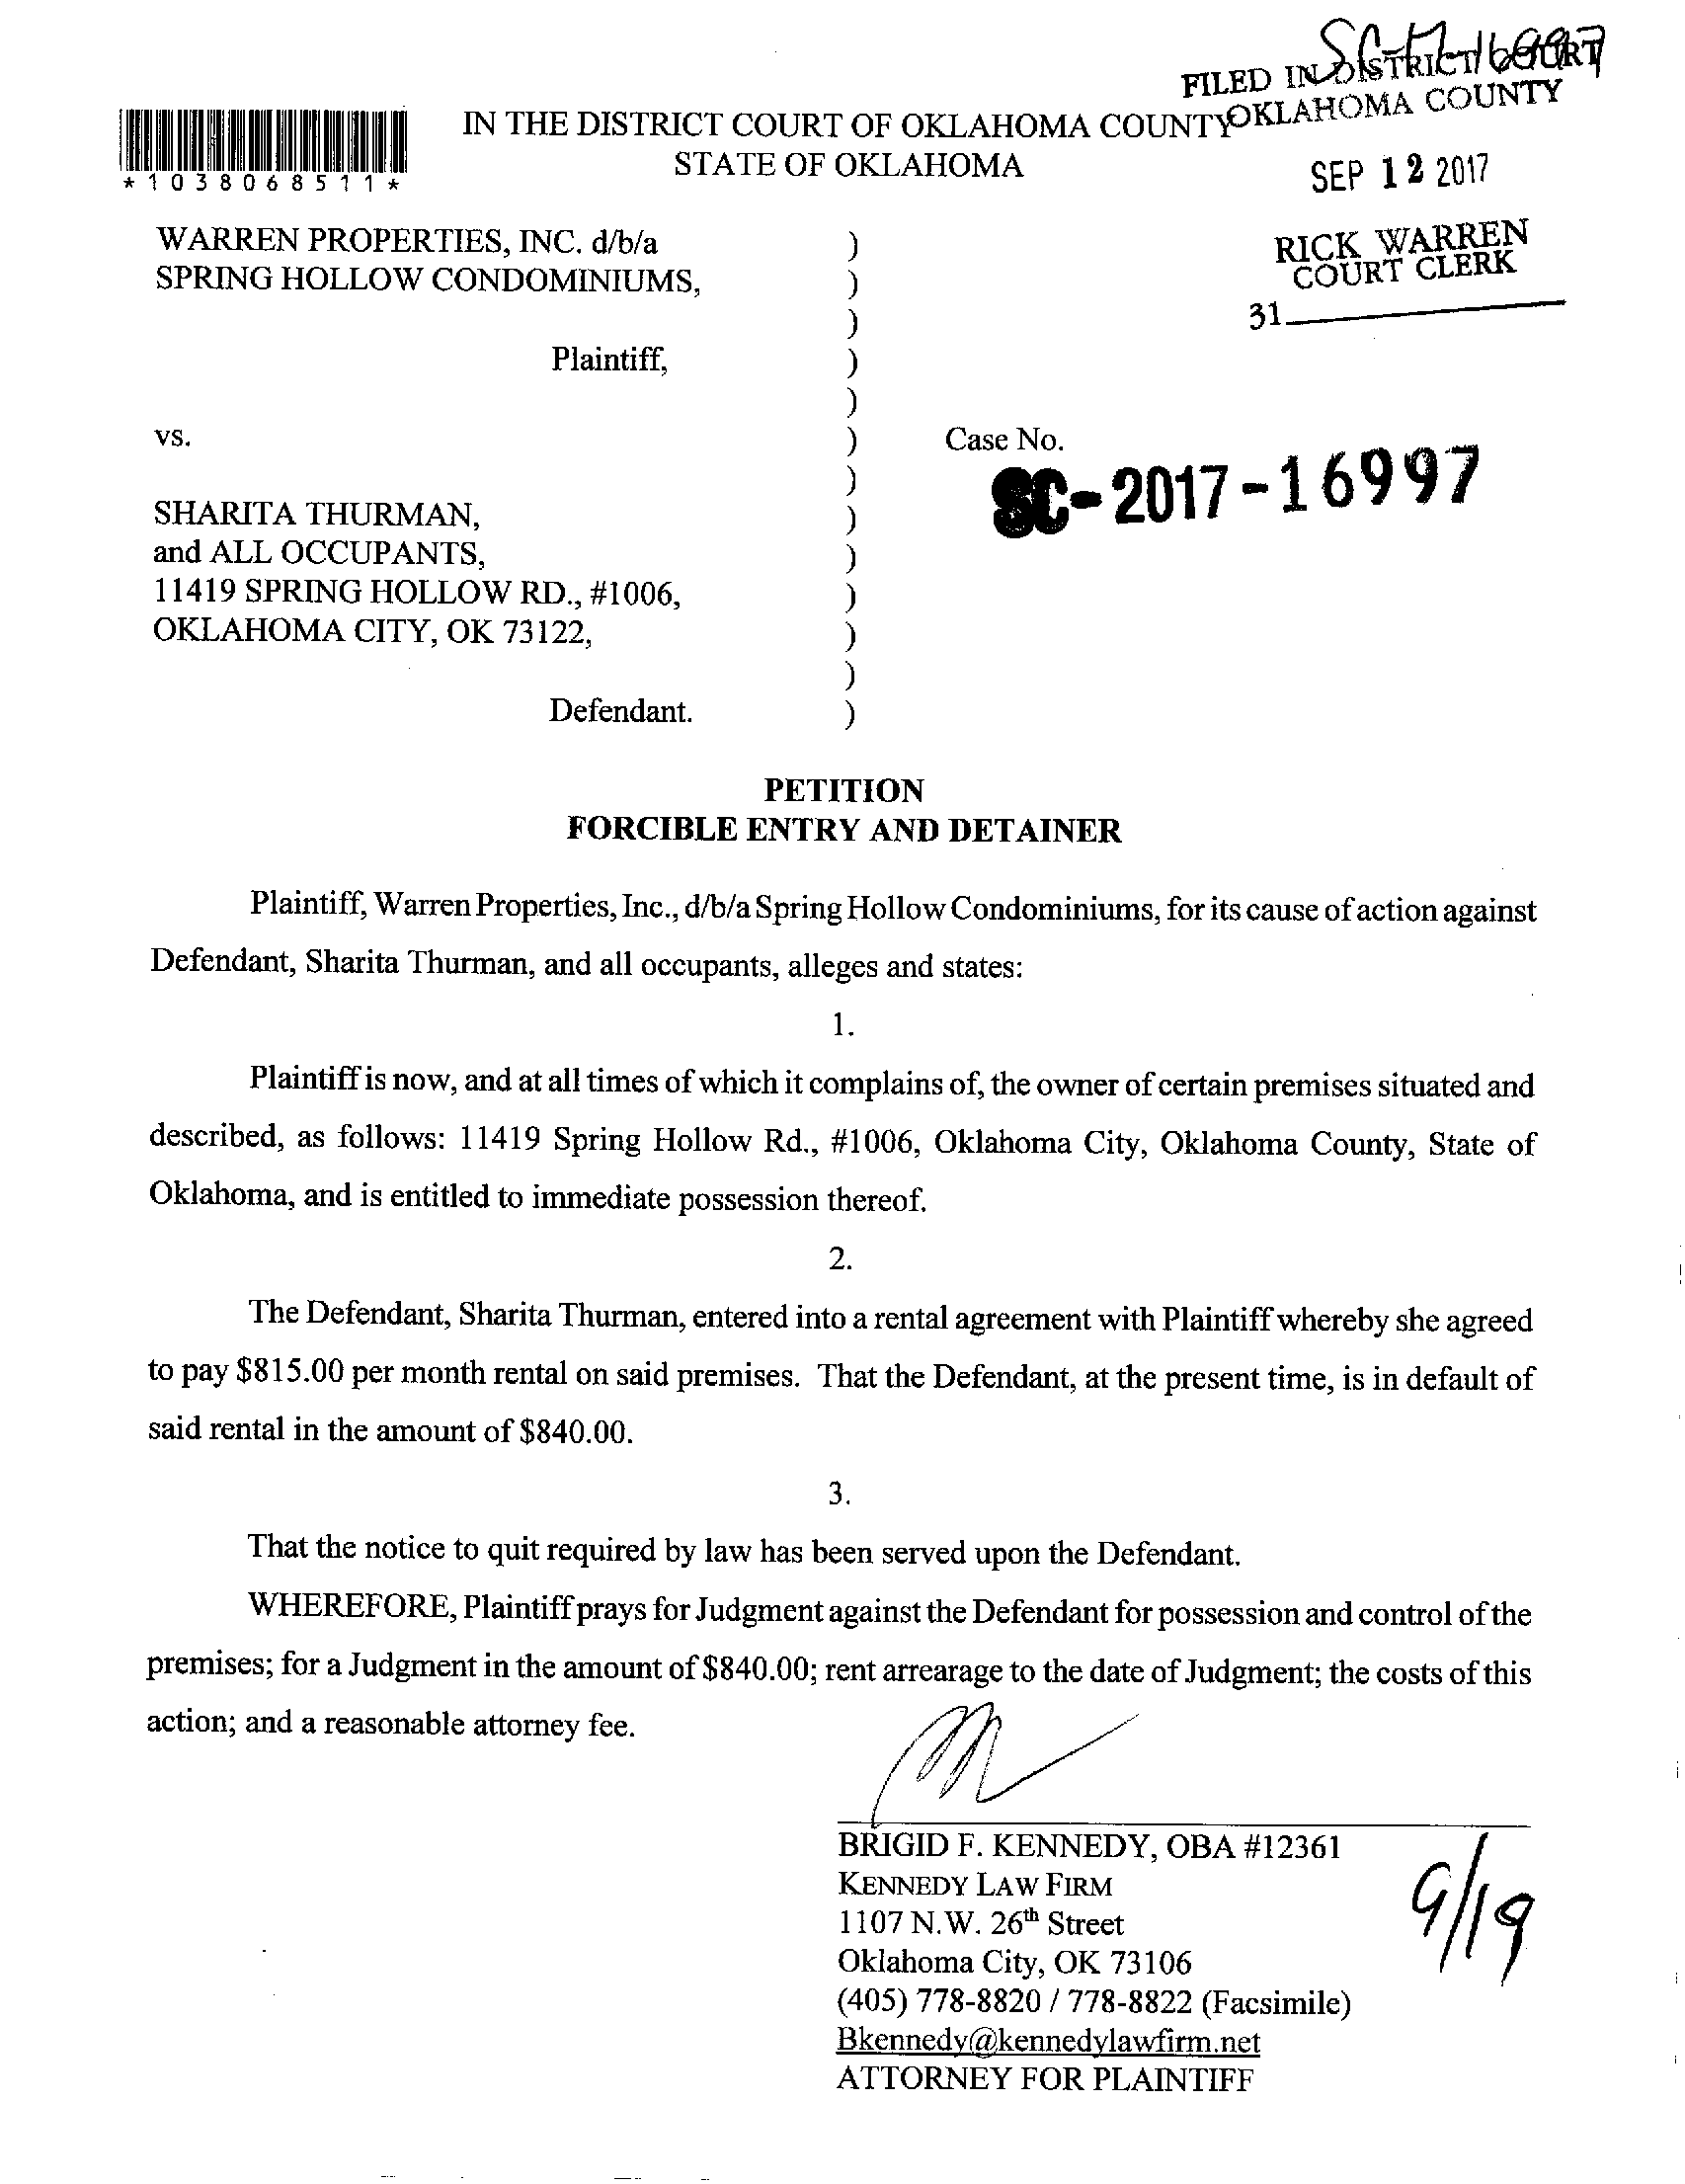 SC-17-16997
FILED IN DISTRICT COURT
OKLAHOMA COUNTY
IN THE DISTRICT COURT OF OKLAHOMA COUNTY
STATE OF OKLAHOMA
*1038068511*
SEP 12 2017
RICK WARREN
COURT CLERK
31
WARREN PROPERTIES, INC. d/b/a )
SPRING HOLLOW CONDOMINIUMS, )
)
Plaintiff, )
)
vs. ) Case No.
) SC-2017-16997
SHARITA THURMAN, )
and ALL OCCUPANTS, )
11419 SPRING HOLLOW RD., #1006, )
OKLAHOMA CITY, OK 73122, )
)
Defendant. )
PETITION
FORCIBLE ENTRY AND DETAINER
Plaintiff, Warren Properties, Inc., d/b/a Spring Hollow Condominiums, for its cause of action against
Defendant, Sharita Thurman, and all occupants, alleges and states:
1.
Plaintiff is now, and at all times of which it complains of, the owner of certain premises situated and
described, as follows: 11419 Spring Hollow Rd., #1006, Oklahoma City, Oklahoma County, State of
Oklahoma, and is entitled to immediate possession thereof.
2.
The Defendant, Sharita Thurman, entered into a rental agreement with Plaintiff whereby she agreed
to pay $815.00 per month rental on said premises. That the Defendant, at the present time, is in default of
said rental in the amount of $840.00.
3.
That the notice to quit required by law has been served upon the Defendant.
WHEREFORE, Plaintiff prays for Judgment against the Defendant for possession and control of the
premises; for a Judgment in the amount of $840.00; rent arrearage to the date of Judgment; the costs of this
action; and a reasonable attorney fee.
BRIGID F. KENNEDY, OBA #12361
KENNEDY LAW FIRM
1107 N.W. 26th Street
Oklahoma City, OK 73106
(405) 778-8820 / 778-8822 (Facsimile)
Bkennedy@kennedylawfirm.net
ATTORNEY FOR PLAINTIFF
9/19